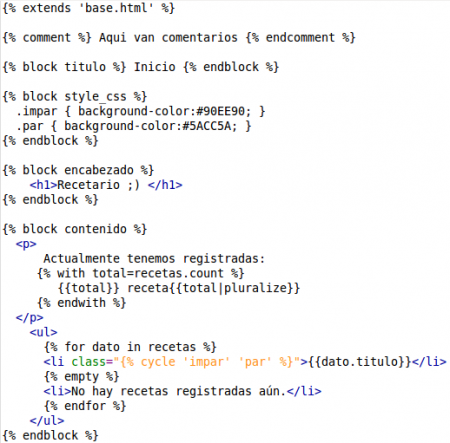 {% extends 'base.html' %}
{% comment %} Aqui van comentarios {% endcomment %}
{% block titulo %} Inicio {% endblock %}
{% block style_css %}
.impar { background-color:#90EE90; }
.par { background-color:#5ACC5A; }
{% endblock %}
{% block encabezado %}
<h1>Recetario ;) </h1>
{% endblock %}
{% block contenido %}
<p>
Actualmente tenemos registradas:
{% with total=recetas.count %}
{{total}} receta{{total|pluralize}}
{% endwith %}
</p>
<ul>
{% for dato in recetas %}
<li class="{% cycle 'impar' 'par' %}">{{dato.titulo}}</li>
{% empty %}
<li>No hay recetas registradas aún.</li>
{% endfor %}
</ul>
{% endblock %}